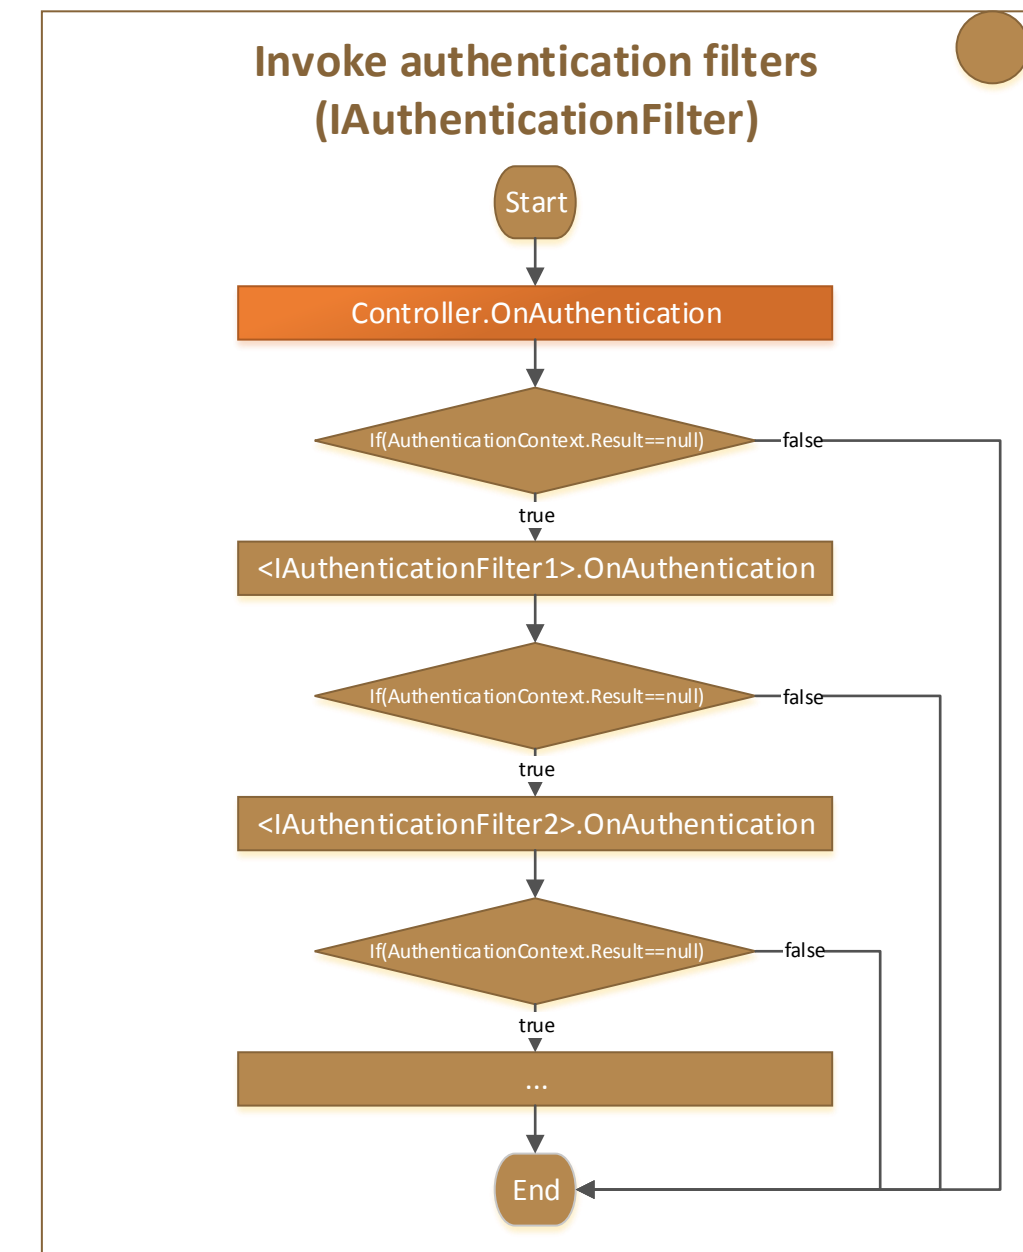 Invoke authentication filters
(IAuthenticationFilter)
Start
Controller.OnAuthentication
If(AuthenticationContext.Result==null)
false
true
<IAuthenticationFilter1>.OnAuthentication
If(AuthenticationContext.Result==null)
false
true
<IAuthenticationFilter2>.OnAuthentication
If(AuthenticationContext.Result==null)
false
true
...
End